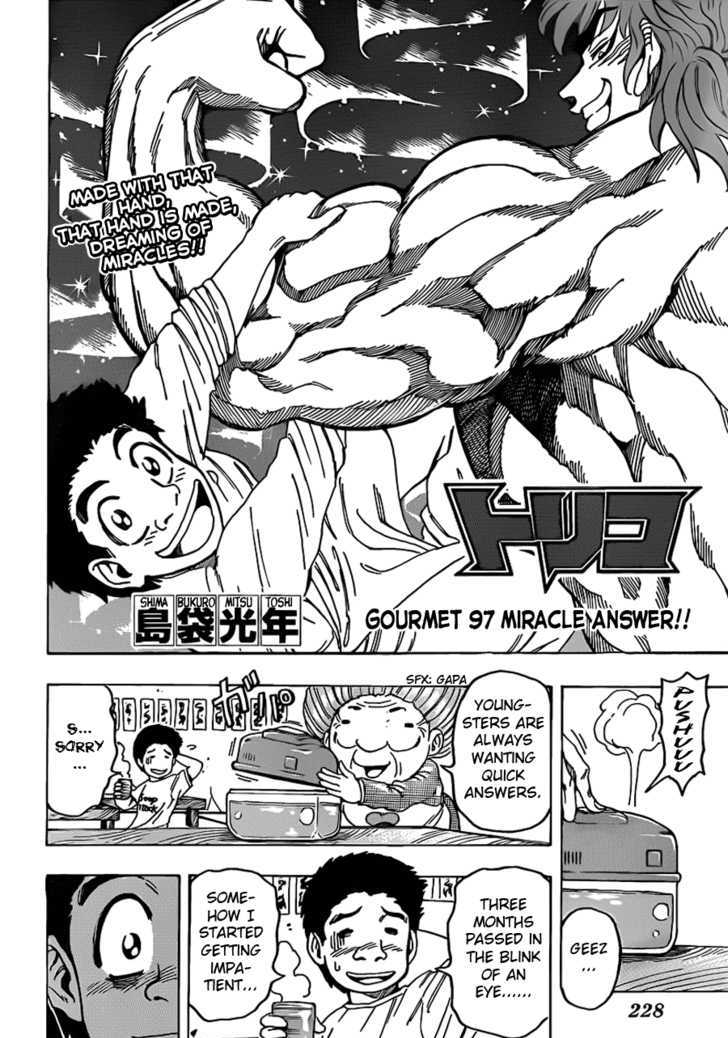 MADE WITH THAT
HAND,
THAT HAND IS MADE,
DREAMING OF
MIRACLES!!
トリコ
SHIMA BUKURO MITSU TOSHI
島袋光年
GOURMET 97 MIRACLE ANSWER!!
PUSHUUU
GEEZ
...
SFX: GAPA
ガパ
YOUNG-
STERS ARE
ALWAYS
WANTING
QUICK
ANSWERS.
S...
SORRY
...
THREE
MONTHS
PASSED IN
THE BLINK
OF AN
EYE......
SOME-
HOW I
STARTED
GETTING
IMPA-
TIENT...
228